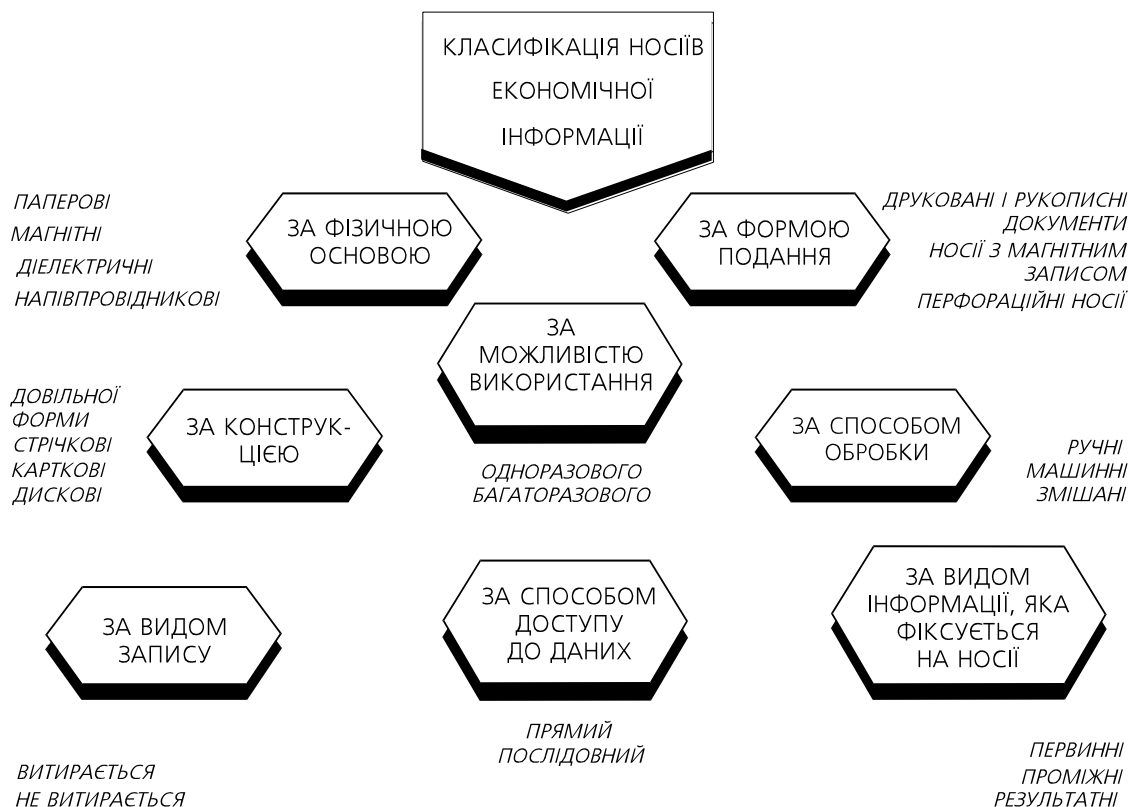 КЛАСИФІКАЦІЯ НОСІЇВ
ЕКОНОМІЧНОЇ
ІНФОРМАЦІЇ
ПАПЕРОВІ
МАГНІТНІ
ДІЕЛЕКТРИЧНІ
НАПІВПРОВІДНИКОВІ
ЗА ФІЗИЧНОЮ
ОСНОВОЮ
ЗА ФОРМОЮ
ПОДАННЯ
ДРУКОВАНІ І РУКОПИСНІ
ДОКУМЕНТИ
НОСІЇ З МАГНІТНИМ
ЗАПИСОМ
ПЕРФОРАЦІЙНІ НОСІЇ
ЗА
МОЖЛИВІСТЮ
ВИКОРИСТАННЯ
ОДНОРАЗОВОГО
БАГАТОРАЗОВОГО
ДОВІЛЬНОЇ
ФОРМИ
СТРІЧКОВІ
КАРТКОВІ
ДИСКОВІ
ЗА КОНСТРУК-
ЦІЄЮ
ЗА СПОСОБОМ
ОБРОБКИ
РУЧНІ
МАШИННІ
ЗМІШАНІ
ЗА ВИДОМ
ЗАПИСУ
ВИТИРАЄТЬСЯ
НЕ ВИТИРАЄТЬСЯ
ЗА СПОСОБОМ
ДОСТУПУ
ДО ДАНИХ
ПРЯМИЙ
ПОСЛІДОВНИЙ
ЗА ВИДОМ
ІНФОРМАЦІЇ, ЯКА
ФІКСУЄТЬСЯ
НА НОСІЇ
ПЕРВИННІ
ПРОМІЖНІ
РЕЗУЛЬТАТНІ